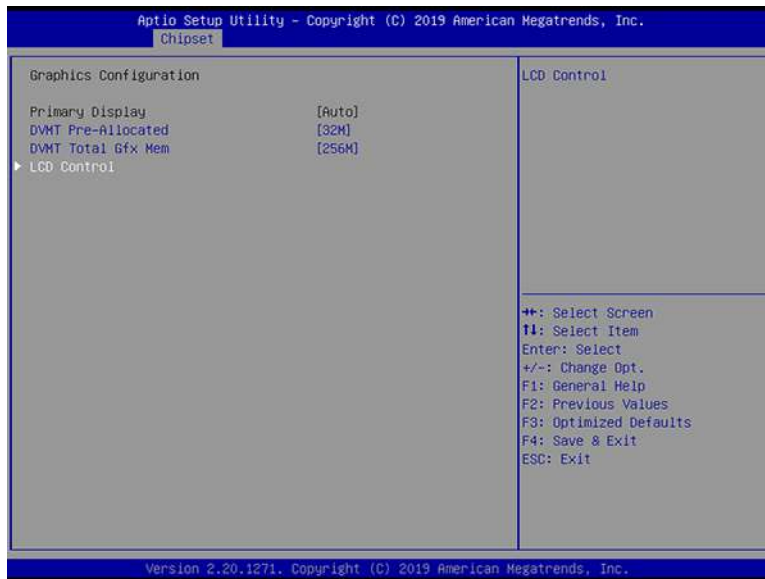 Aptio Setup Utility – Copyright (C) 2019 American Megatrends, Inc.
Chipset
Graphics Configuration
Primary Display [Auto]
DVMT Pre-Allocated [32M]
DVMT Total Gfx Mem [256M]
LCD Control
LCD Control
→←: Select Screen
↑↓: Select Item
Enter: Select
+/-: Change Opt.
F1: General Help
F2: Previous Values
F3: Optimized Defaults
F4: Save & Exit
ESC: Exit
Version 2.20.1271. Copyright (C) 2019 American Megatrends, Inc.